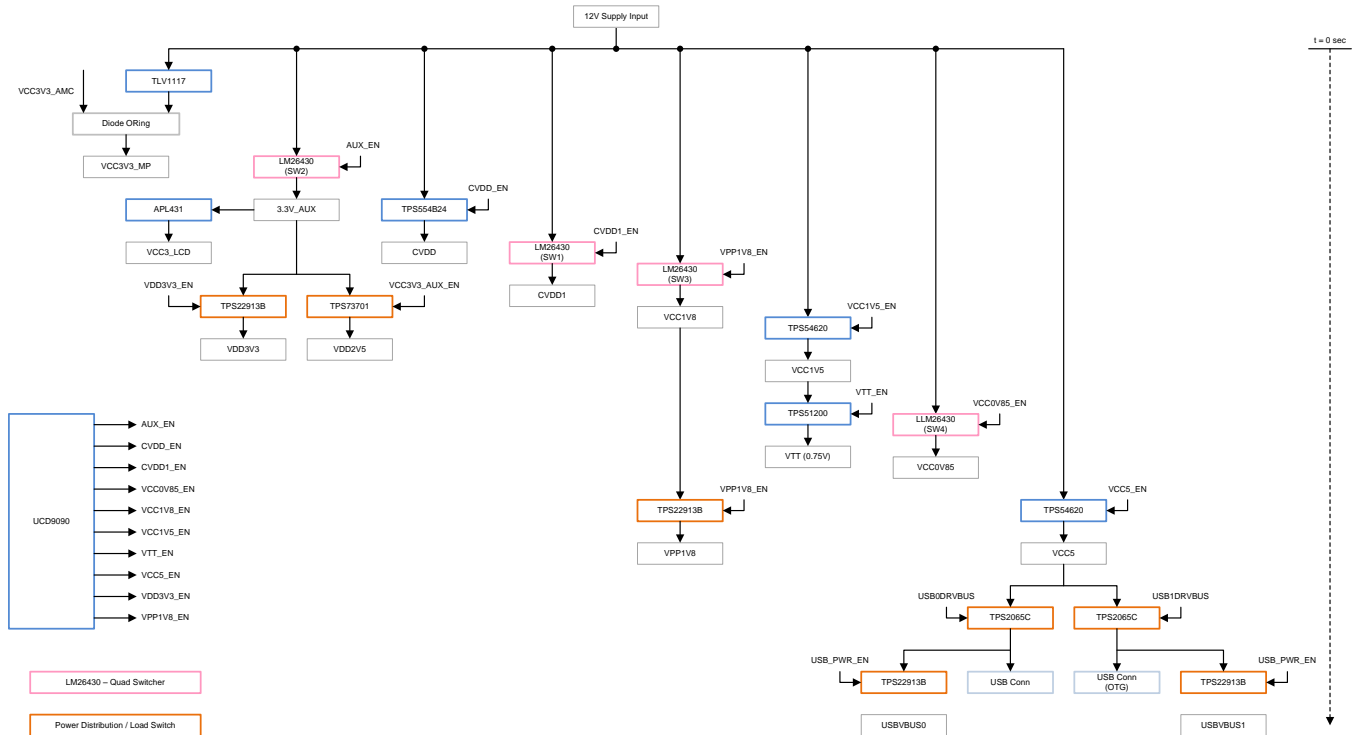 12V Supply Input
t = 0 sec
TLV1117
VCC3V3_AMC
Diode ORing
VCC3V3_MP
AUX_EN
LM26430
(SW2)
CVDD_EN
APL431
3.3V_AUX
TPS554B24
VCC3_LCD
CVDD
CVDD1_EN
LM26430
(SW1)
VPP1V8_EN
LM26430
(SW3)
VDD3V3_EN
VCC3V3_AUX_EN
CVDD1
TPS22913B
TPS73701
VCC1V8
VCC1V5_EN
TPS54620
VDD3V3
VDD2V5
VCC1V5
VTT_EN
TPS51200
VCC0V85_EN
LLM26430
(SW4)
VTT (0.75V)
VCC0V85
UCD9090
AUX_EN
CVDD_EN
CVDD1_EN
VCC0V85_EN
VCC1V8_EN
VCC1V5_EN
VTT_EN
VCC5_EN
VDD3V3_EN
VPP1V8_EN
VPP1V8_EN
TPS22913B
VPP1V8
VCC5_EN
TPS54620
VCC5
USB0DRVBUS
USB1DRVBUS
TPS2065C
TPS2065C
USB_PWR_EN
USB_PWR_EN
TPS22913B
USB Conn
USB Conn
(OTG)
TPS22913B
LM26430 – Quad Switcher
Power Distribution / Load Switch
USBVBUS0
USBVBUS1